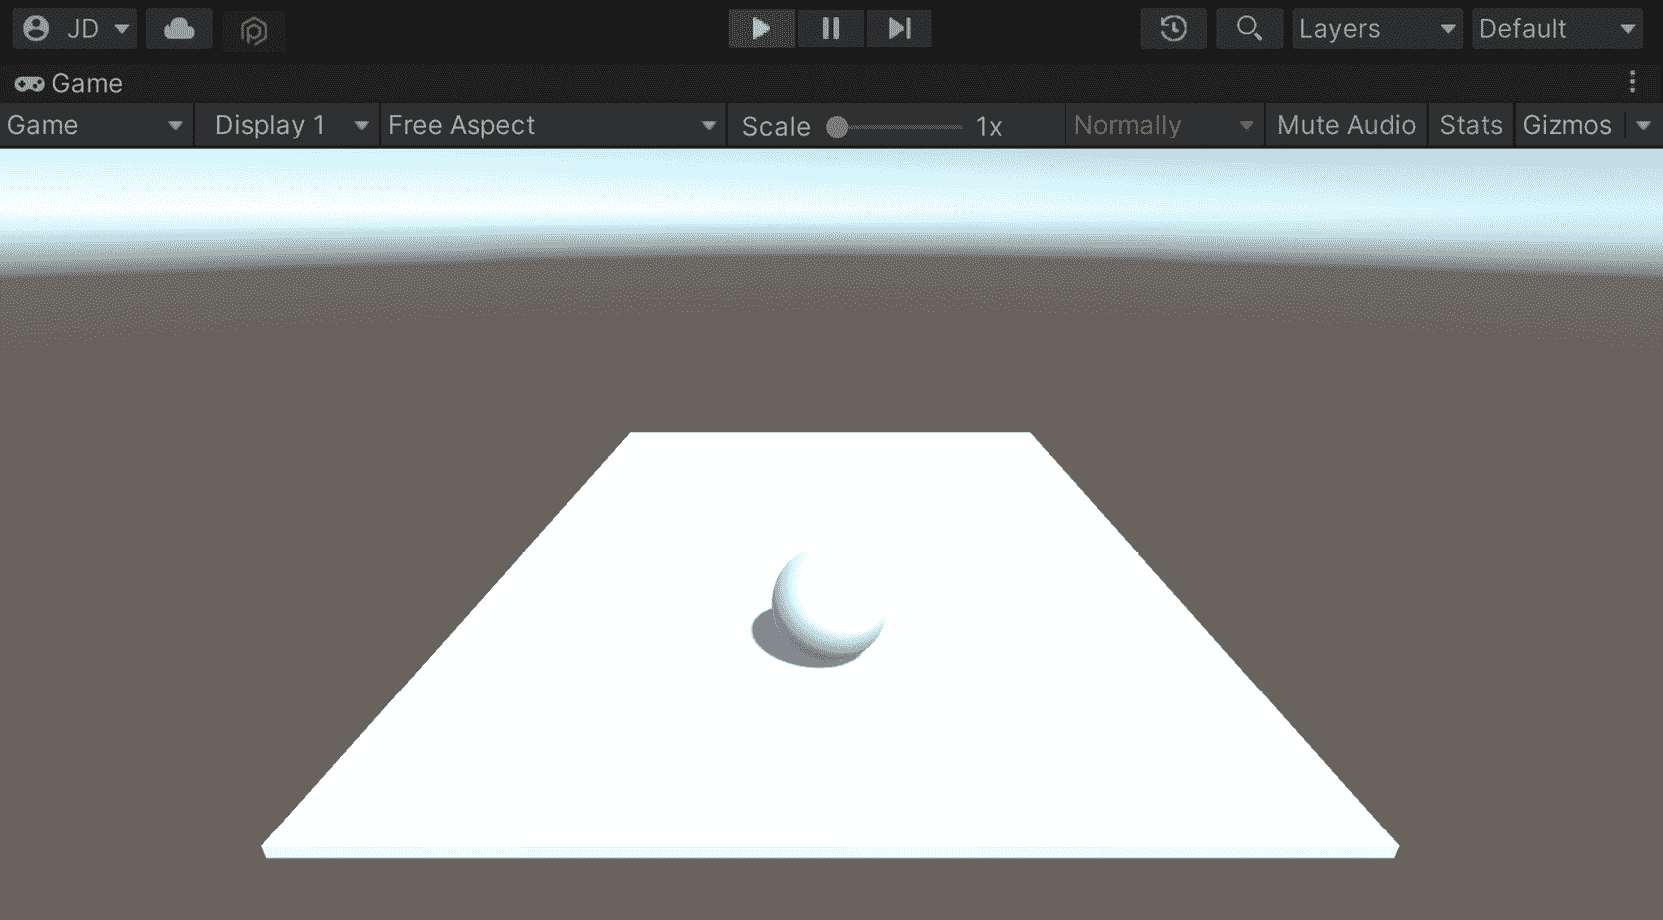 JD Layers Default
Game
Game Display 1 Free Aspect Scale 1x Normally Mute Audio Stats Gizmos